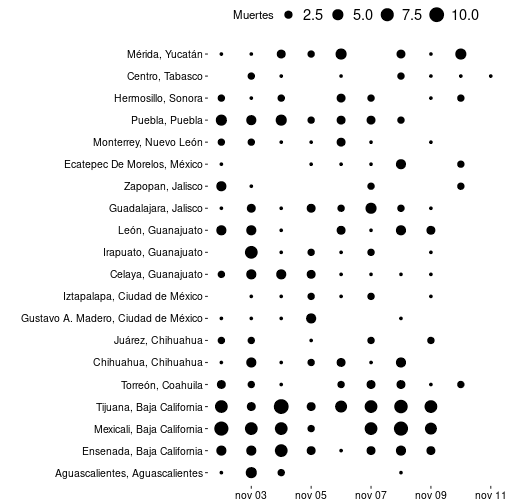 Muertes 2.5 5.0 7.5 10.0
Mérida, Yucatán
Centro, Tabasco
Hermosillo, Sonora
Puebla, Puebla
Monterrey, Nuevo León
Ecatepec De Morelos, México
Zapopan, Jalisco
Guadalajara, Jalisco
León, Guanajuato
Irapuato, Guanajuato
Celaya, Guanajuato
Iztapalapa, Ciudad de México
Gustavo A. Madero, Ciudad de México
Juárez, Chihuahua
Chihuahua, Chihuahua
Torreón, Coahuila
Tijuana, Baja California
Mexicali, Baja California
Ensenada, Baja California
Aguascalientes, Aguascalientes
nov 03 nov 05 nov 07 nov 09 nov 11